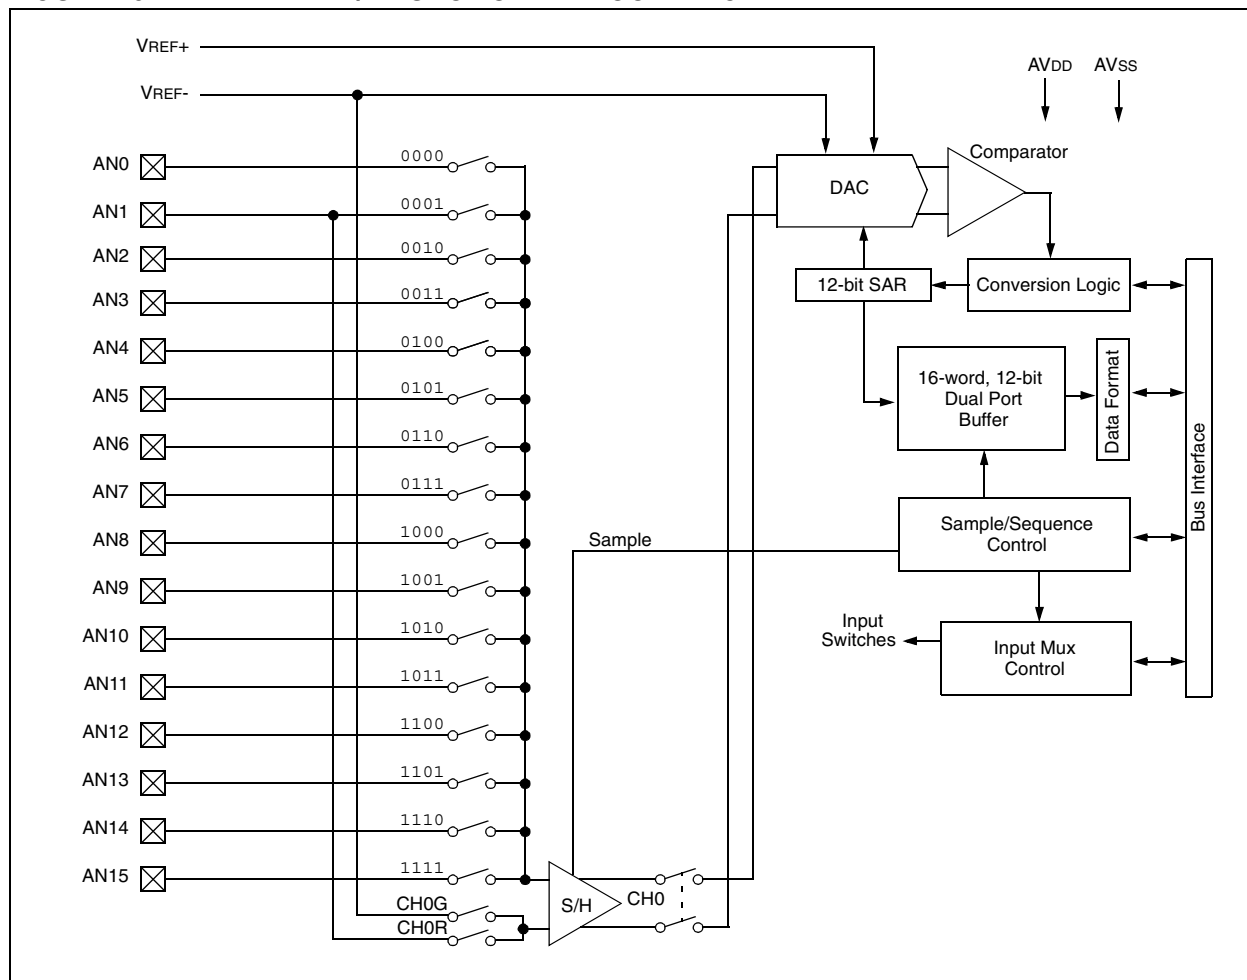 VREF+
AVDD AVSS
VREF-
AN0
0000
AN1
0001
AN2
0010
AN3
0011
AN4
0100
AN5
0101
AN6
0110
AN7
0111
AN8
1000
AN9
1001
AN10
1010
AN11
1011
AN12
1100
AN13
1101
AN14
1110
AN15
1111
CH0G
CH0R
S/H
CH0
Sample
DAC
Comparator
12-bit SAR
Conversion Logic
16-word, 12-bit
Dual Port
Buffer
Data Format
Bus Interface
Sample/Sequence
Control
Input
Switches
Input Mux
Control